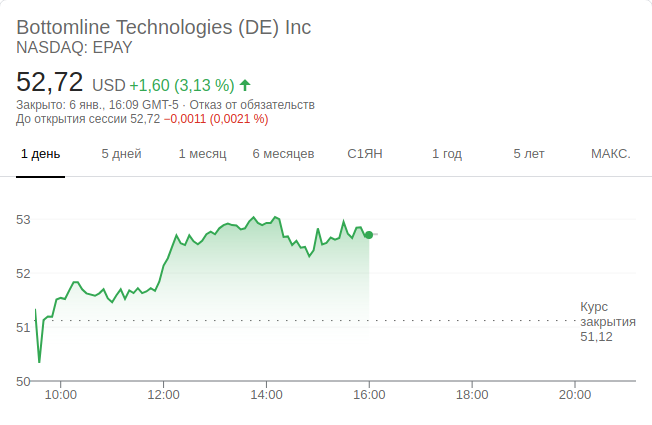 Bottomline Technologies (DE) Inc
NASDAQ: EPAY
52,72 USD +1,60 (3,13 %)
Закрыто: 6 янв., 16:09 GMT-5 · Отказ от обязательств
До открытия сессии 52,72 −0,0011 (0,0021 %)
1 день 5 дней 1 месяц 6 месяцев С1ЯН 1 год 5 лет МАКС.
53
52
51
50
Курс
закрытия
51,12
10:00 12:00 14:00 16:00 18:00 20:00